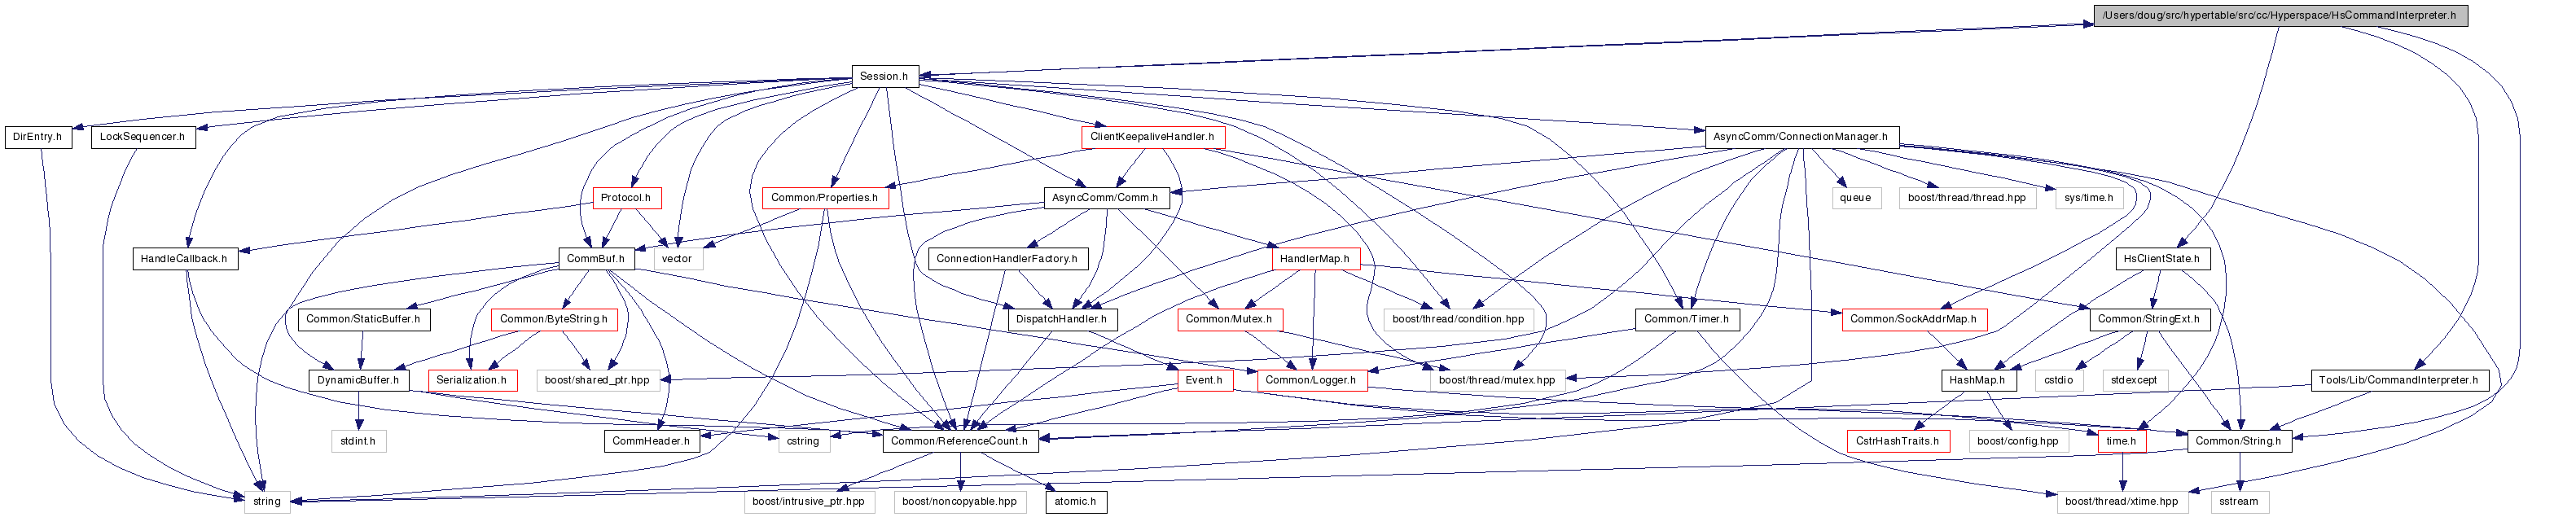 /Users/doug/src/hypertable/src/cc/Hyperspace/HsCommandInterpreter.h
Session.h
DirEntry.h
LockSequencer.h
ClientKeepaliveHandler.h
AsyncComm/ConnectionManager.h
Protocol.h
Common/Properties.h
AsyncComm/Comm.h
queue
boost/thread/thread.hpp
sys/time.h
HandleCallback.h
CommBuf.h
vector
ConnectionHandlerFactory.h
HandlerMap.h
HsClientState.h
Common/StaticBuffer.h
Common/ByteString.h
DispatchHandler.h
Common/Mutex.h
boost/thread/condition.hpp
Common/Timer.h
Common/SockAddrMap.h
Common/StringExt.h
DynamicBuffer.h
Serialization.h
boost/shared_ptr.hpp
Event.h
Common/Logger.h
boost/thread/mutex.hpp
HashMap.h
cstdio
stdexcept
Tools/Lib/CommandInterpreter.h
stdint.h
CommHeader.h
cstring
Common/ReferenceCount.h
CstrHashTraits.h
boost/config.hpp
time.h
Common/String.h
string
boost/intrusive_ptr.hpp
boost/noncopyable.hpp
atomic.h
boost/thread/xtime.hpp
sstream